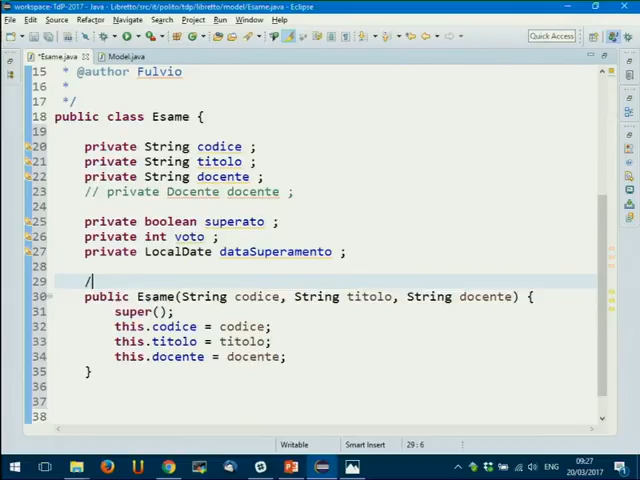 workspace-TdP-2017 - Java - Libretto/src/it/polito/tdp/libretto/model/Esame.java - Eclipse
File Edit Source Refactor Navigate Search Project Run Window Help
Quick Access
*Esame.java Model.java
15 * @author Fulvio
16 *
17 */
18 public class Esame {
19
20 private String codice ;
21 private String titolo ;
22 private String docente ;
23 // private Docente docente ;
24
25 private boolean superato ;
26 private int voto ;
27 private LocalDate dataSuperamento ;
28
29 /
30 public Esame(String codice, String titolo, String docente) {
31 super();
32 this.codice = codice;
33 this.titolo = titolo;
34 this.docente = docente;
35 }
36
37
38
Writable Smart Insert 29 : 6
ENG 09:27
20/03/2017